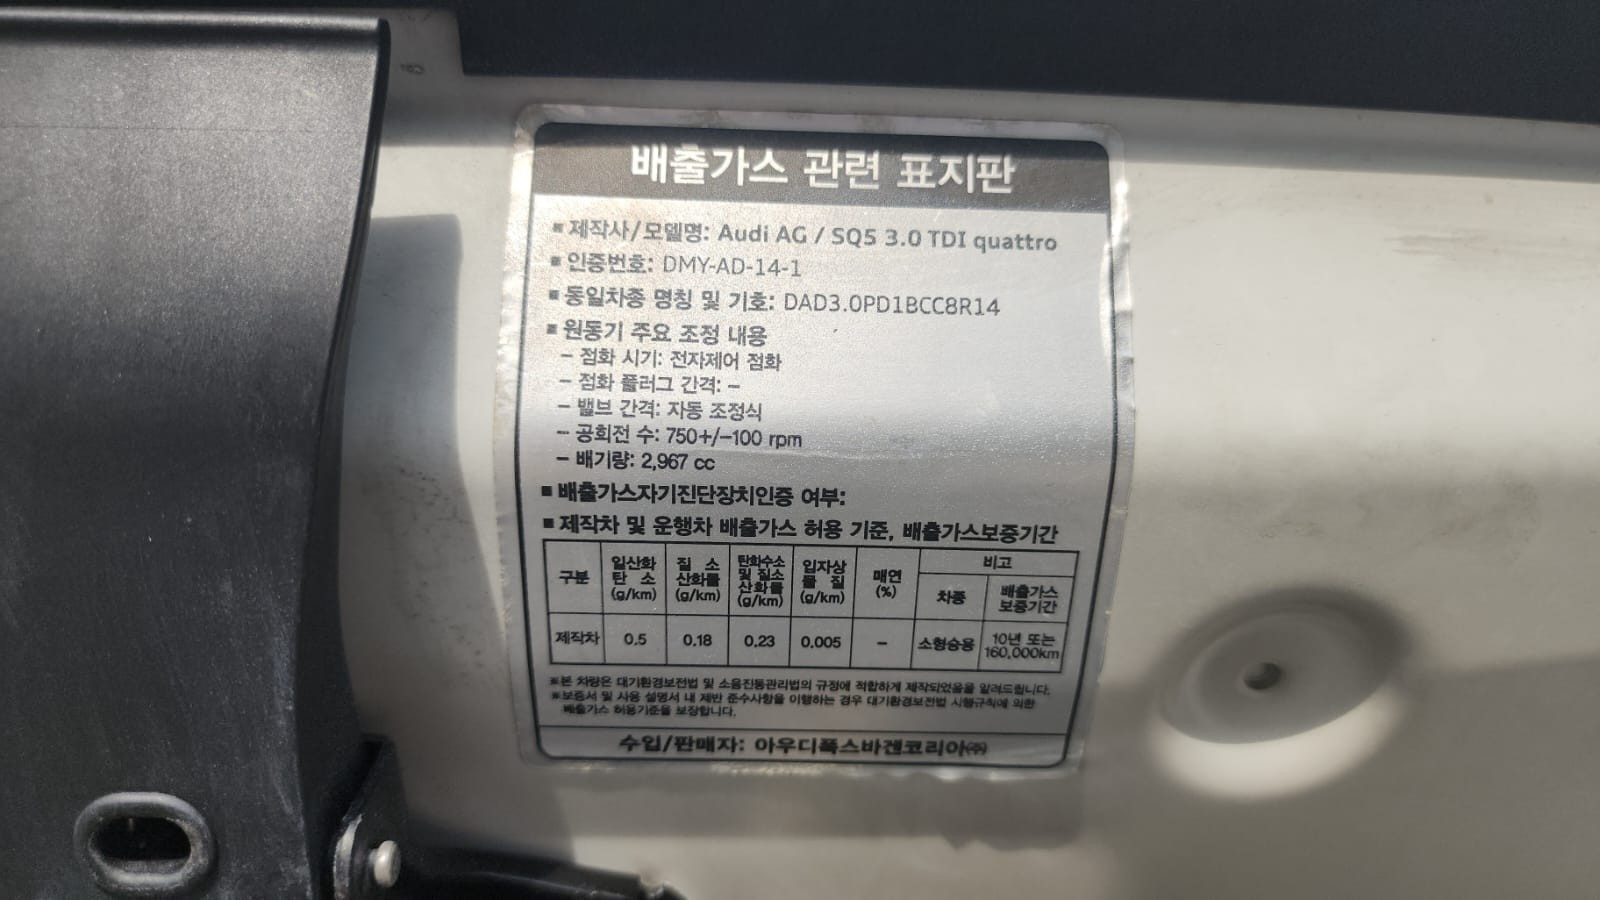 배출가스 관련 표지판
■ 제작사/모델명: Audi AG / SQ5 3.0 TDI quattro
■ 인증번호: DMY-AD-14-1
■ 동일차종 명칭 및 기호: DAD3.0PD1BCC8R14
■ 원동기 주요 조정 내용
– 점화 시기: 전자제어 점화
– 점화 플러그 간격: –
– 밸브 간격: 자동 조정식
– 공회전 수: 750+/-100 rpm
– 배기량: 2,967 cc
■ 배출가스자기진단장치인증 여부:
■ 제작차 및 운행차 배출가스 허용 기준, 배출가스보증기간
구분 일산화 탄소 (g/km) 질소 산화물 (g/km) 탄화수소 및 질소 산화물 (g/km) 입자상 물질 (g/km) 매연 (%) 비고
차종 배출가스 보증기간
제작차 0.5 0.18 0.23 0.005 – 소형승용 10년 또는 160,000km
※본 차량은 대기환경보전법 및 소음진동관리법의 규정에 적합하게 제작되었음을 알려드립니다.
※보증서 및 사용 설명서 내 제반 준수사항을 이행하는 경우 대기환경보전법 시행규칙에 의한
배출가스 허용기준을 보장합니다.
수입/판매자: 아우디폭스바겐코리아㈜